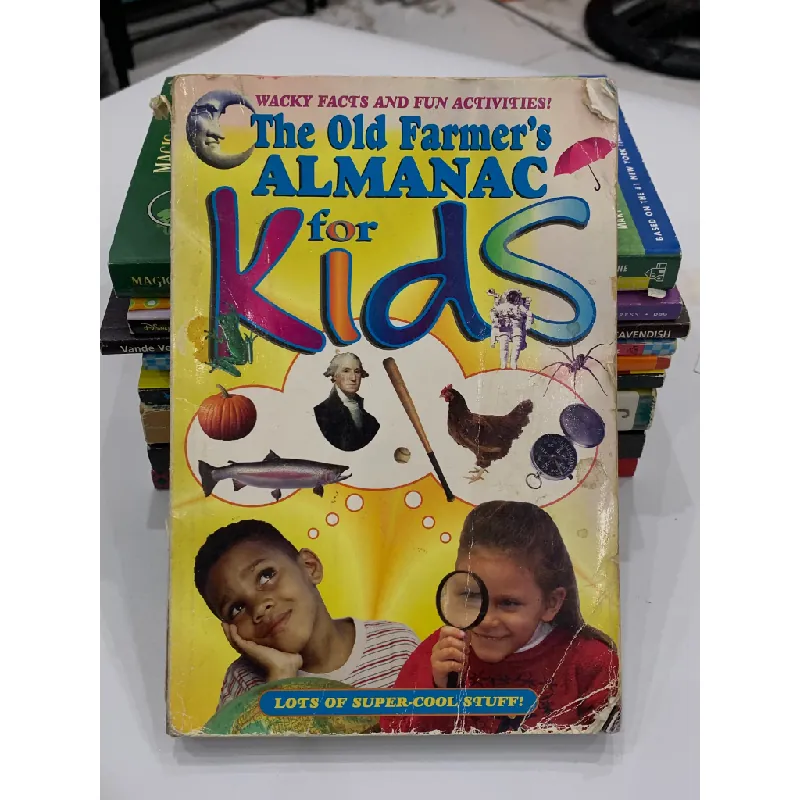 WACKY FACTS AND FUN ACTIVITIES!
The Old Farmer's
ALMANAC
for
Kids
LOTS OF SUPER-COOL STUFF!
MAGIC
MAGIC
Disney
Vande Ve
BASED ON THE #1 NEW YORK
CAVENDISH